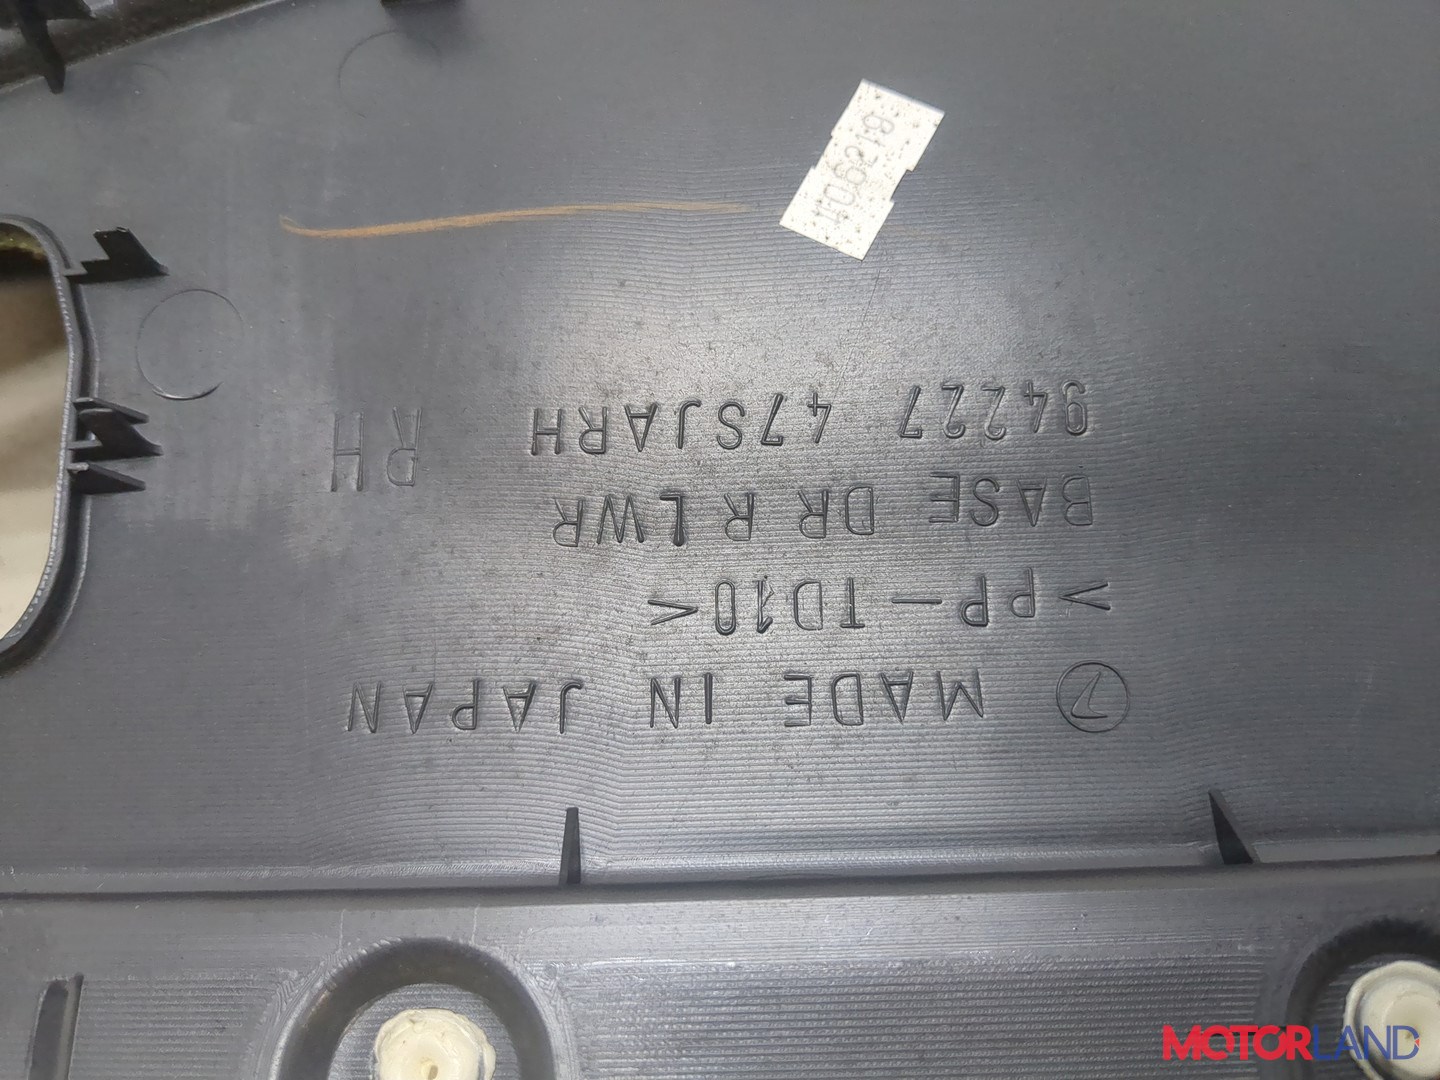 MADE IN JAPAN
>PP-TD10<
BASE DR R LWR
94227 47SJARH RH
MOTORLAND